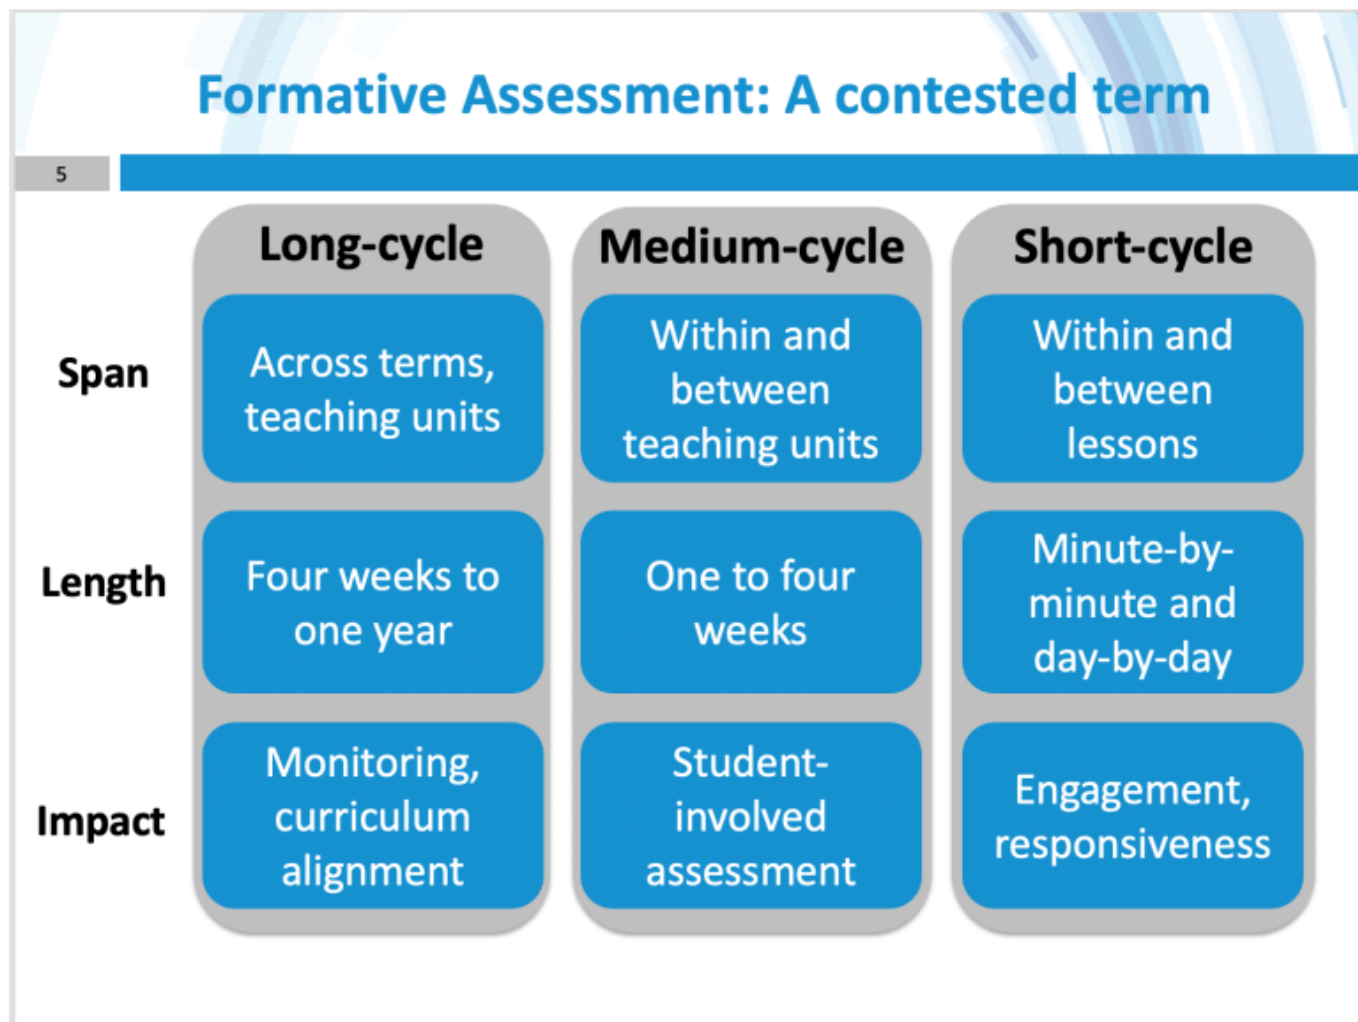 Formative Assessment: A contested term
5
Long-cycle
Medium-cycle
Short-cycle
Span
Across terms,
teaching units
Within and
between
teaching units
Within and
between
lessons
Length
Four weeks to
one year
One to four
weeks
Minute-by-
minute and
day-by-day
Impact
Monitoring,
curriculum
alignment
Student-
involved
assessment
Engagement,
responsiveness